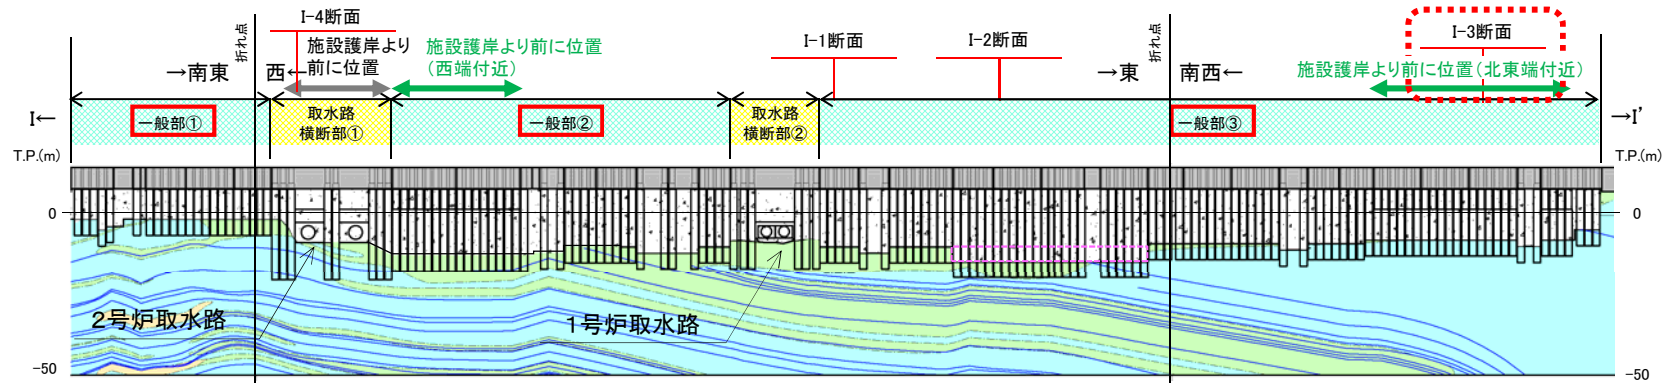 I-4断面
折れ点
施設護岸より
前に位置
施設護岸より前に位置
(西端付近)
I-1断面
I-2断面
折れ点
I-3断面
→南東
西←
→東
南西←
施設護岸より前に位置(北東端付近)
I←
一般部①
取水路
横断部①
一般部②
取水路
横断部②
一般部③
→I'
T.P.(m)
T.P.(m)
0
0
2号炉取水路
1号炉取水路
-50
-50